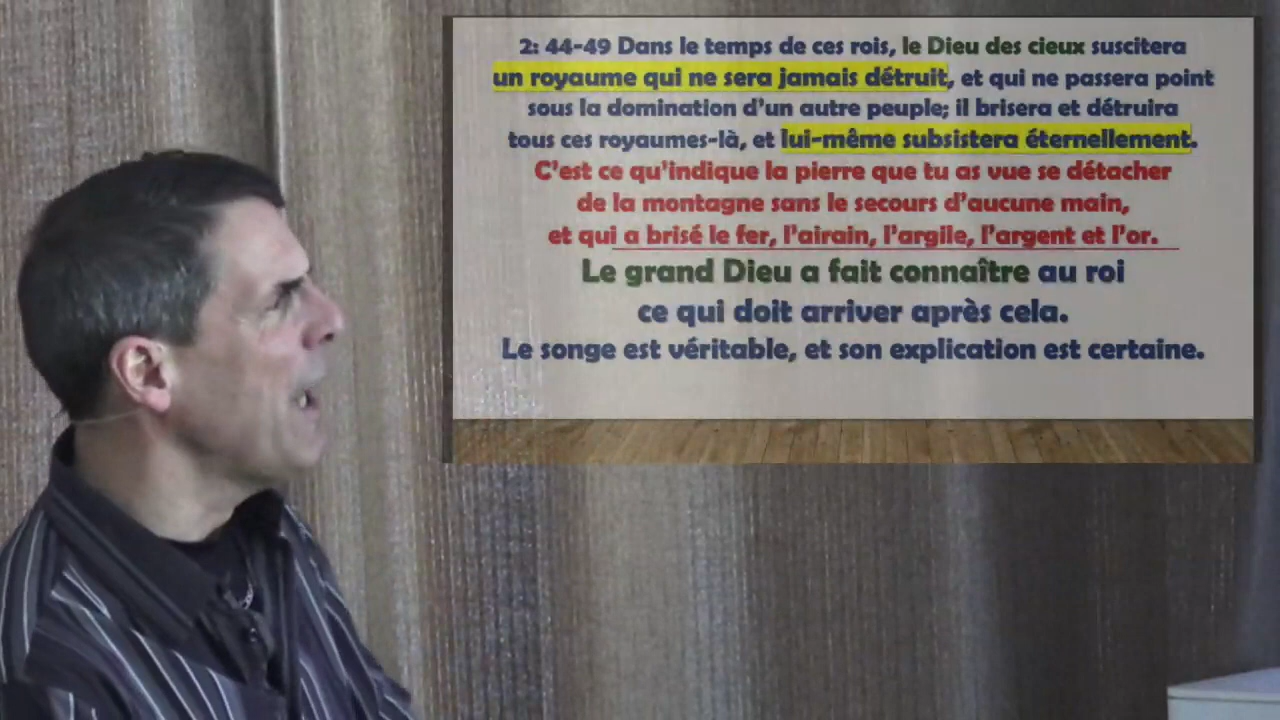 2: 44-49 Dans le temps de ces rois, le Dieu des cieux suscitera
un royaume qui ne sera jamais détruit, et qui ne passera point
sous la domination d'un autre peuple; il brisera et détruira
tous ces royaumes-là, et lui-même subsistera éternellement.
C'est ce qu'indique la pierre que tu as vue se détacher
de la montagne sans le secours d'aucune main,
et qui a brisé le fer, l'airain, l'argile, l'argent et l'or.
Le grand Dieu a fait connaître au roi
ce qui doit arriver après cela.
Le songe est véritable, et son explication est certaine.